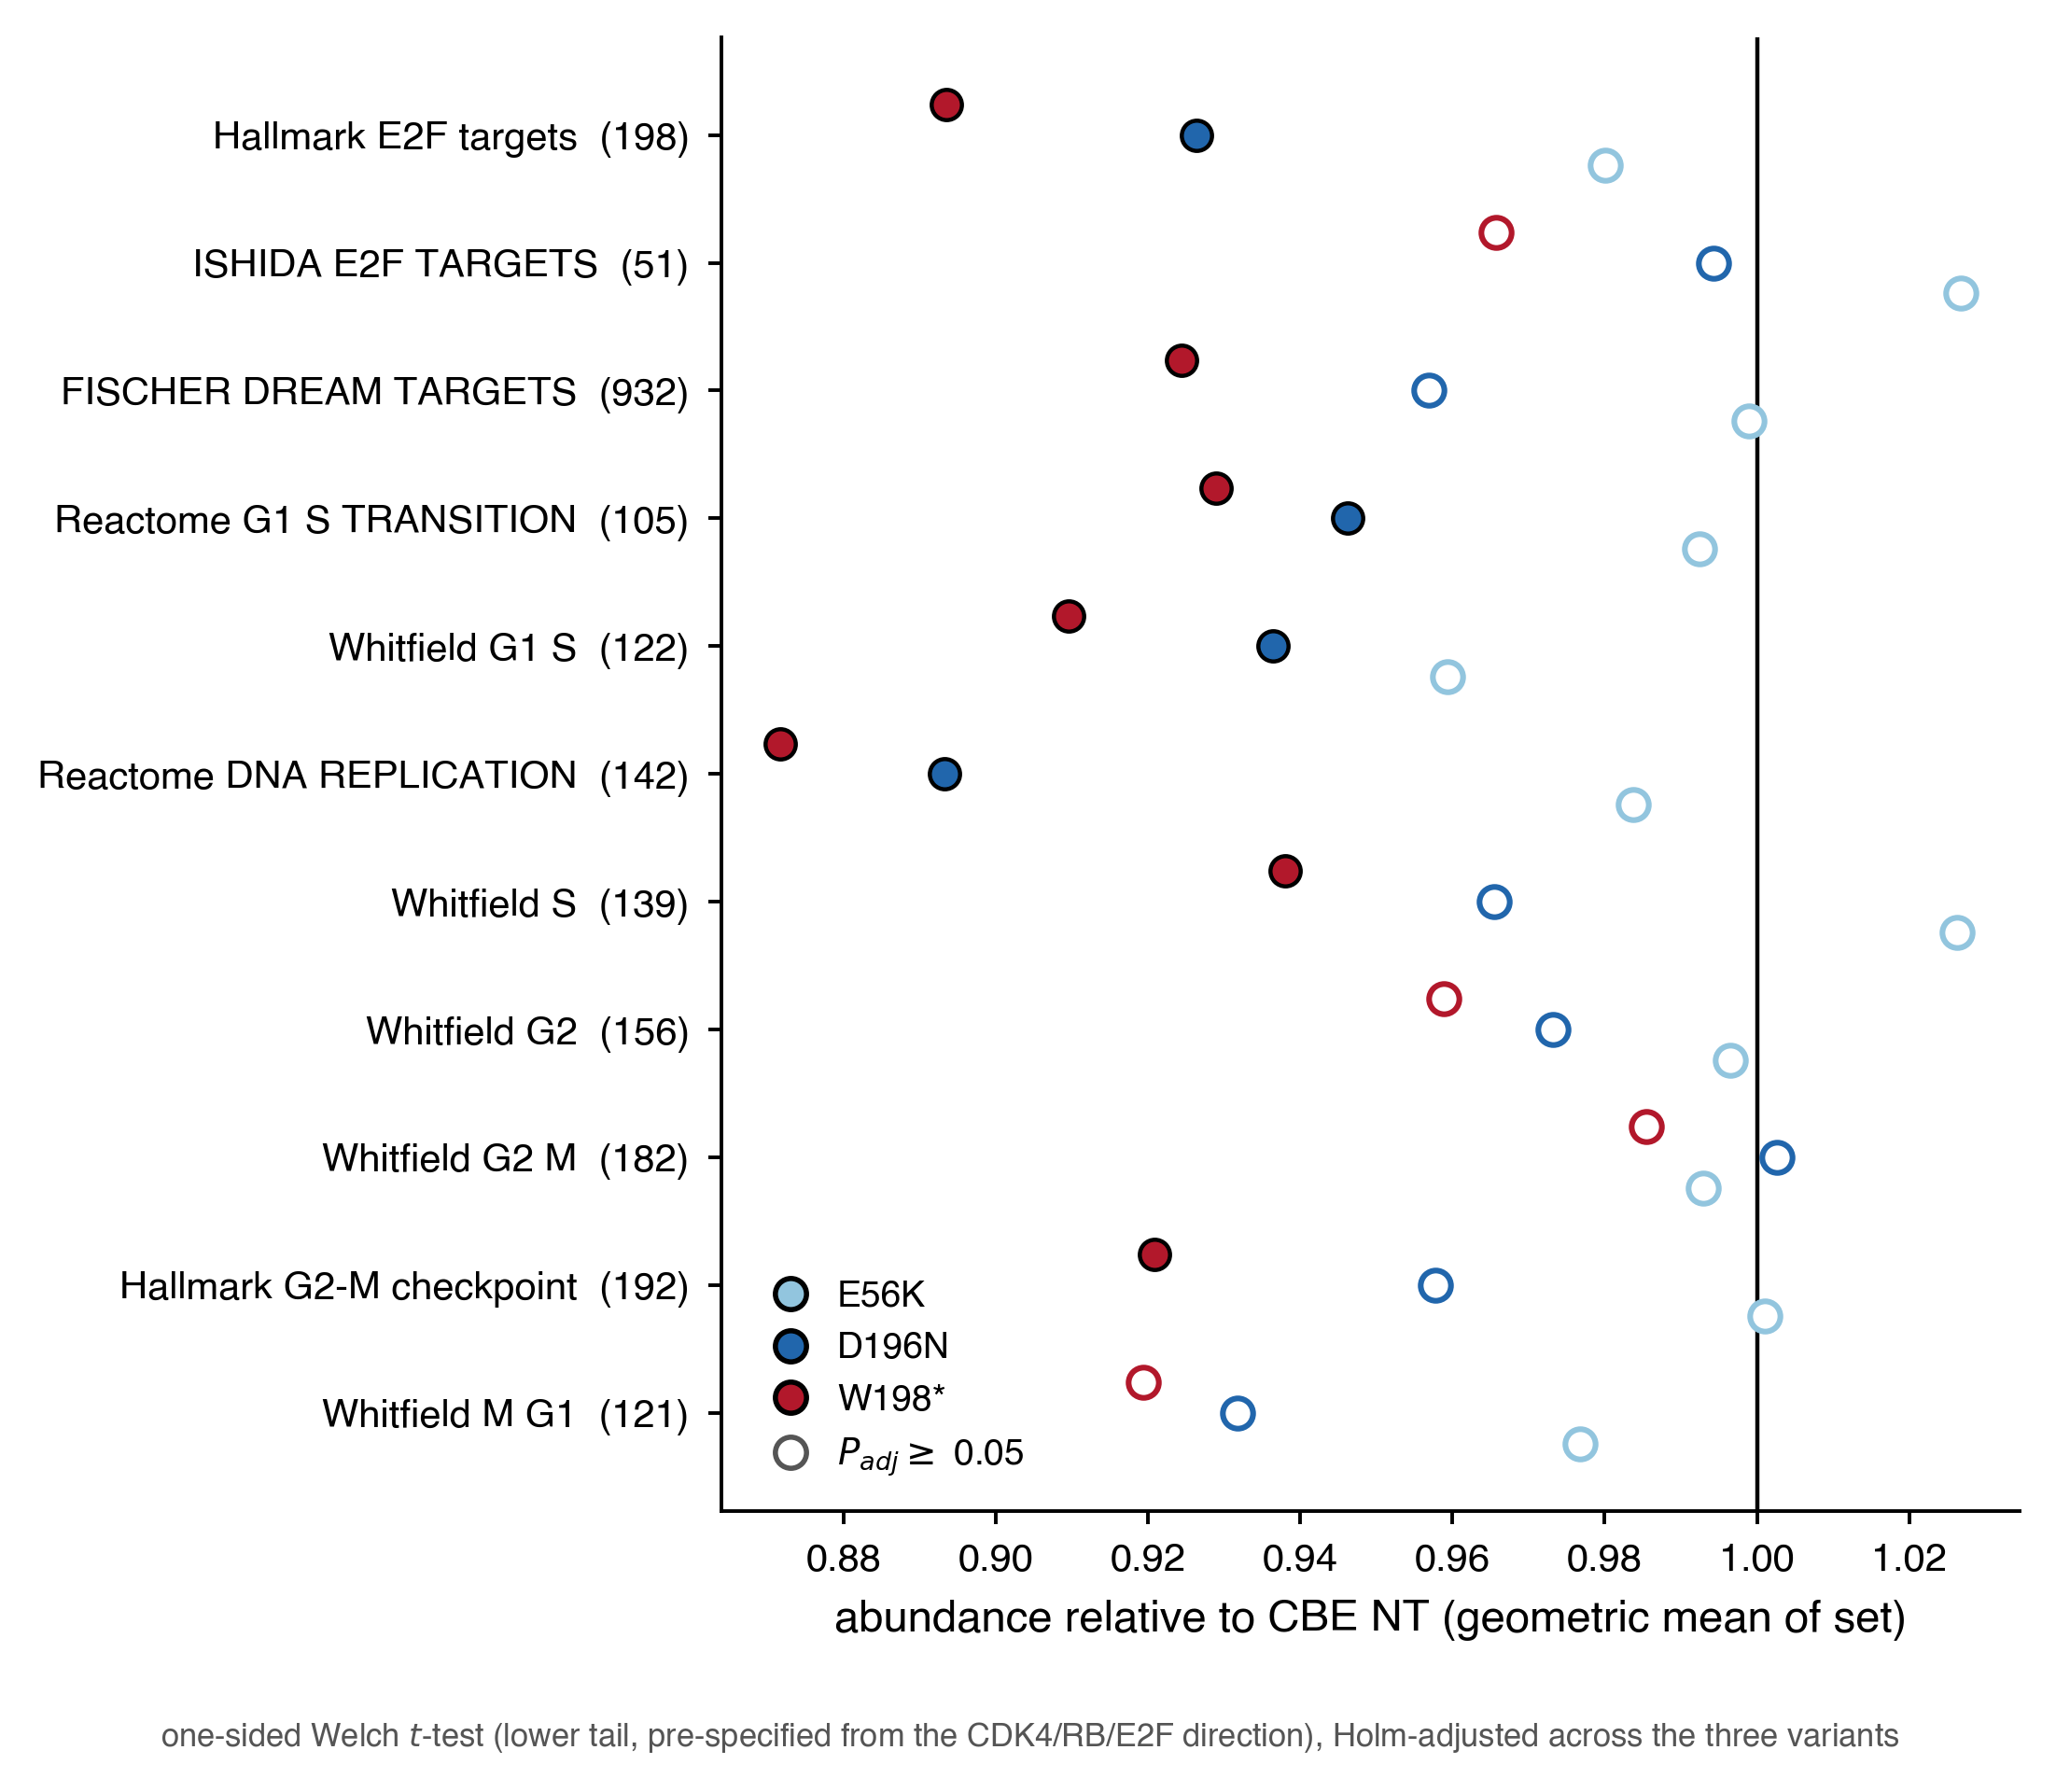 Hallmark E2F targets (198)
ISHIDA E2F TARGETS (51)
FISCHER DREAM TARGETS (932)
Reactome G1 S TRANSITION (105)
Whitfield G1 S (122)
Reactome DNA REPLICATION (142)
Whitfield S (139)
Whitfield G2 (156)
Whitfield G2 M (182)
Hallmark G2-M checkpoint (192)
Whitfield M G1 (121)
E56K
D196N
W198*
P_adj ≥ 0.05
0.88 0.90 0.92 0.94 0.96 0.98 1.00 1.02
abundance relative to CBE NT (geometric mean of set)
one-sided Welch t-test (lower tail, pre-specified from the CDK4/RB/E2F direction), Holm-adjusted across the three variants